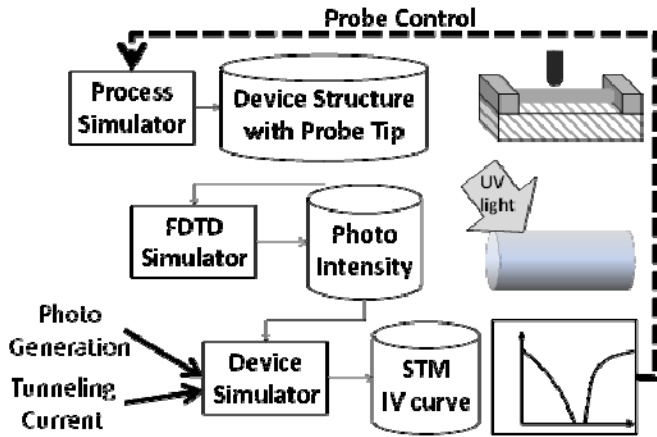 Probe Control
Process
Simulator
Device Structure
with Probe Tip
UV
light
FDTD
Simulator
Photo
Intensity
Photo
Generation
Tunneling
Current
Device
Simulator
STM
IV curve